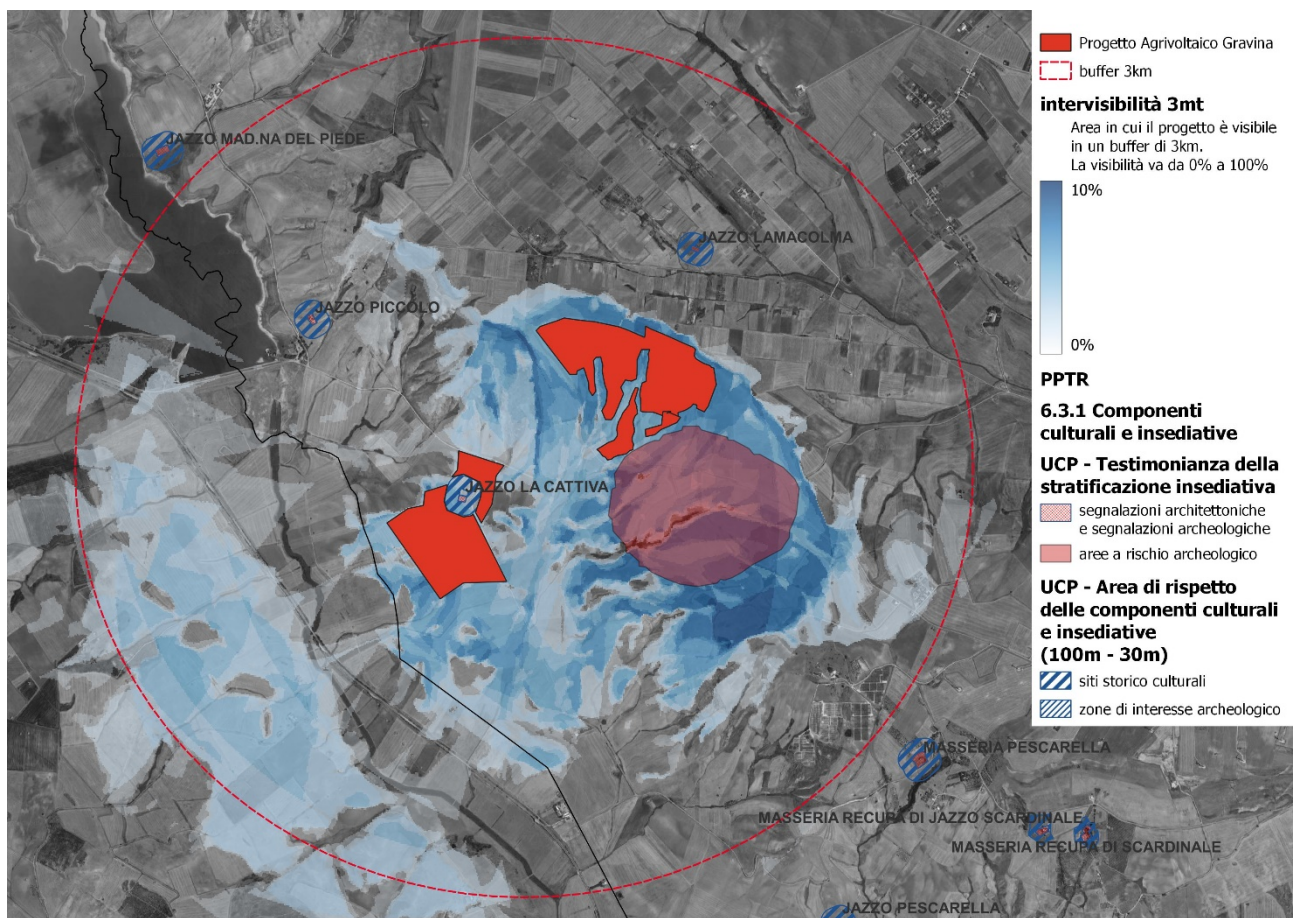 JAZZO MAD.NA DEL PIEDE
JAZZO LAMACOLMA
JAZZO PICCOLO
JAZZO LA CATTIVA
MASSERIA PESCARELLA
MASSERIA RECUPA DI JAZZO SCARDINALE
MASSERIA RECUPA DI SCARDINALE
JAZZO PESCARELLA
Progetto Agrivoltaico Gravina
buffer 3km
intervisibilità 3mt
Area in cui il progetto è visibile
in un buffer di 3km.
La visibilità va da 0% a 100%
10%
0%
PPTR
6.3.1 Componenti
culturali e insediative
UCP - Testimonianza della
stratificazione insediativa
segnalazioni architettoniche
e segnalazioni archeologiche
aree a rischio archeologico
UCP - Area di rispetto
delle componenti culturali
e insediative
(100m - 30m)
siti storico culturali
zone di interesse archeologico